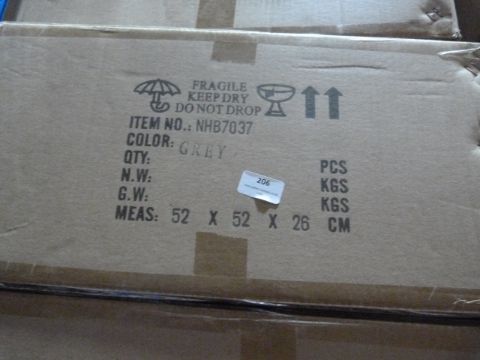 FRAGILE
KEEP DRY
DO NOT DROP
ITEM NO.: NHB7037
COLOR: GREY
QTY: PCS
N.W: KGS
G.W: KGS
MEAS: 52 X 52 X 26 CM
206